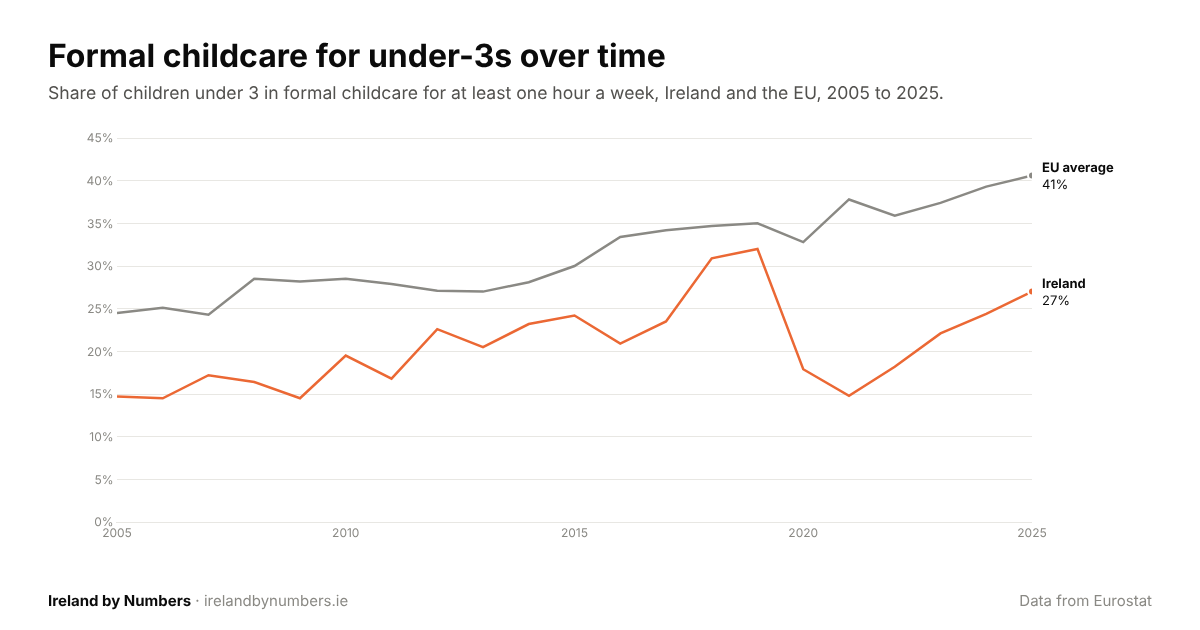 Formal childcare for under-3s over time
Share of children under 3 in formal childcare for at least one hour a week, Ireland and the EU, 2005 to 2025.
45%
40%
35%
30%
25%
20%
15%
10%
5%
0%
EU average
41%
Ireland
27%
2005 2010 2015 2020 2025
Ireland by Numbers · irelandbynumbers.ie
Data from Eurostat